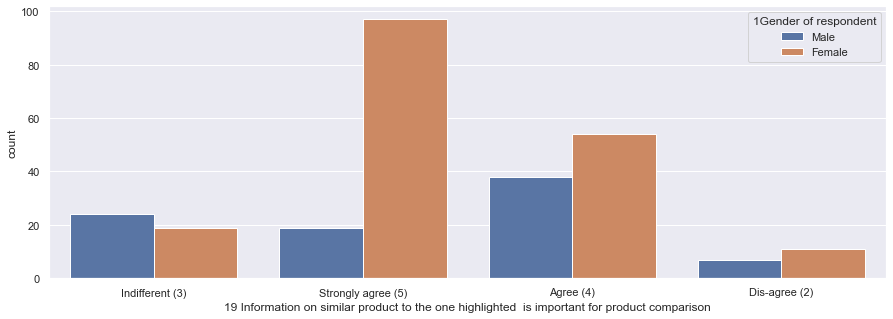 1Gender of respondent
Male
Female
100
80
60
40
20
0
count
Indifferent (3)
Strongly agree (5)
Agree (4)
Dis-agree (2)
19 Information on similar product to the one highlighted  is important for product comparison